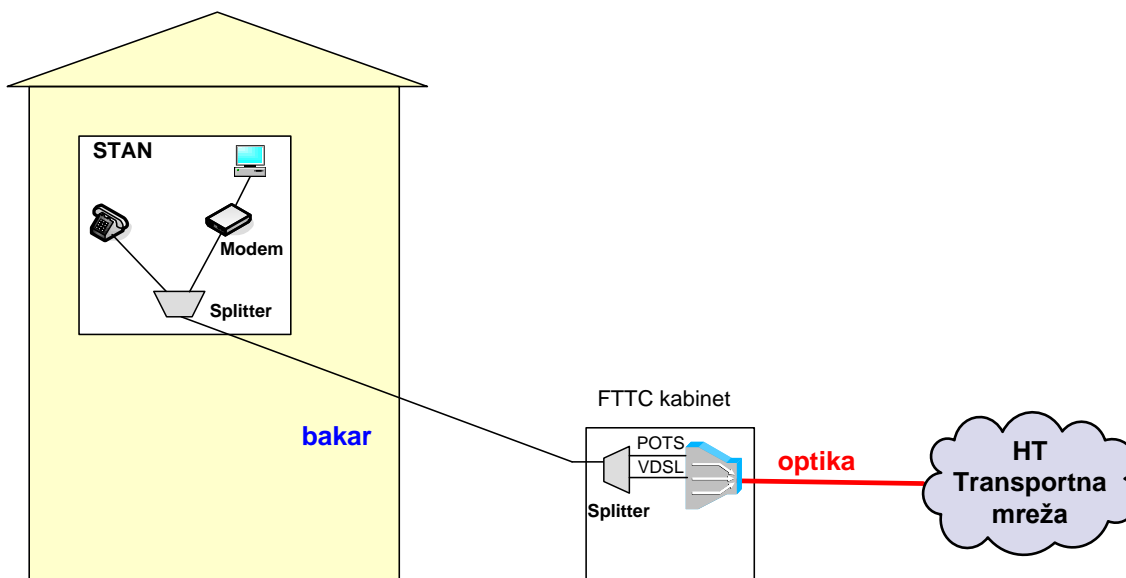 STAN
Modem
Splitter
bakar
FTTC kabinet
POTS
VDSL
Splitter
optika
HT
Transportna
mreža